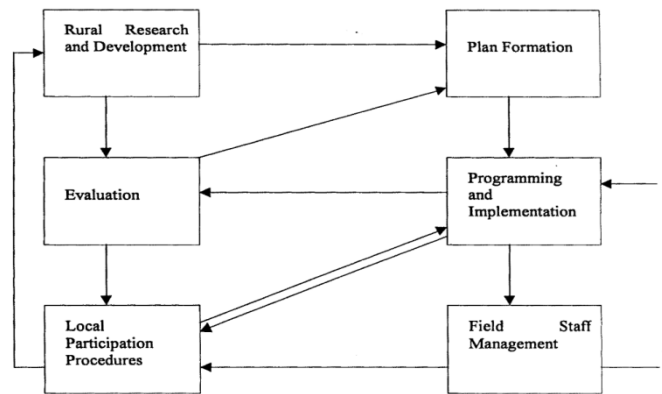 Rural Research
and Development
Plan Formation
Evaluation
Programming
and
Implementation
Local
Participation
Procedures
Field Staff
Management